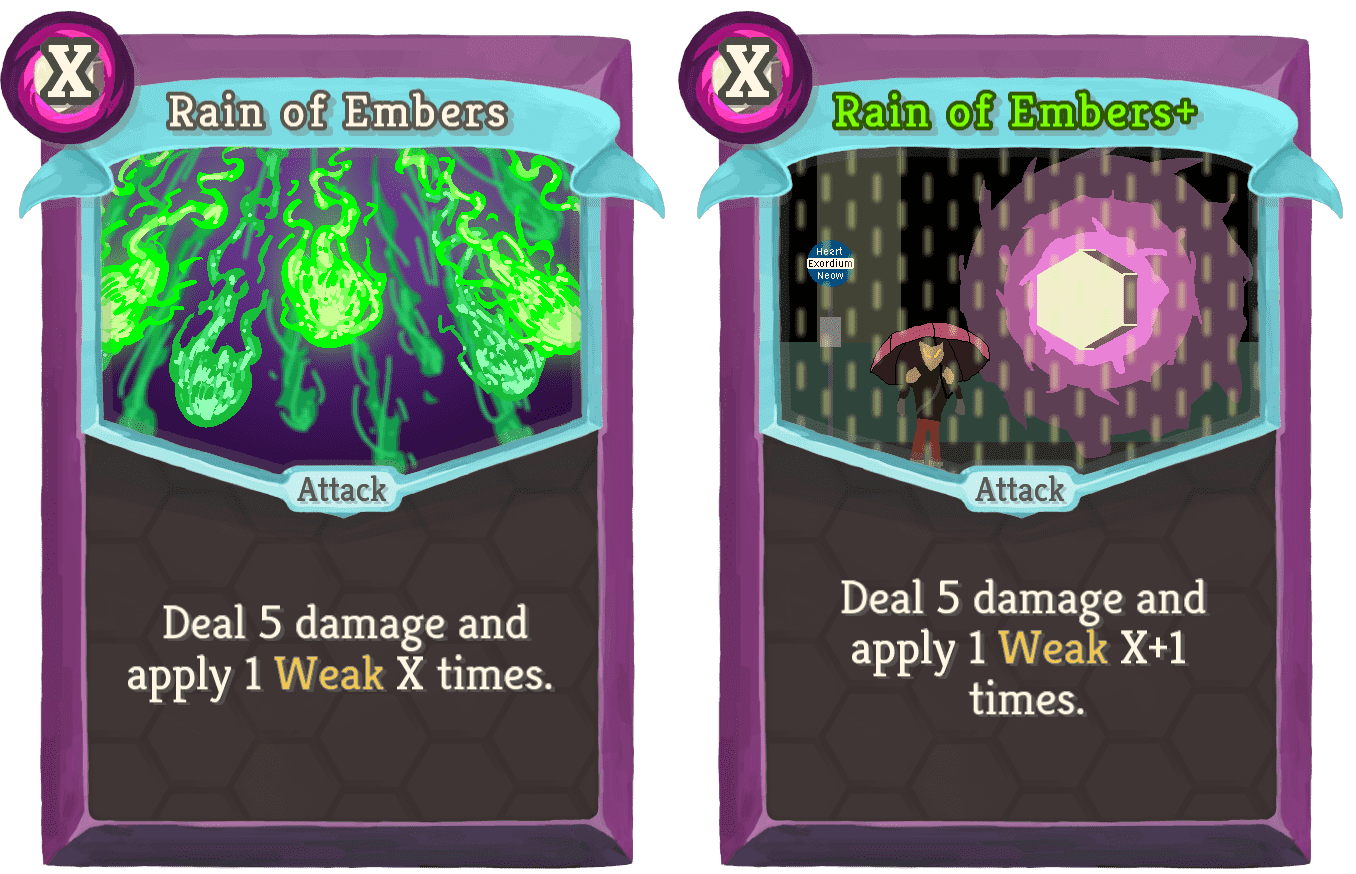 X
Rain of Embers
Attack
Deal 5 damage and
apply 1 Weak X times.
X
Rain of Embers+
Heart
Exordium
Neow
Attack
Deal 5 damage and
apply 1 Weak X+1
times.